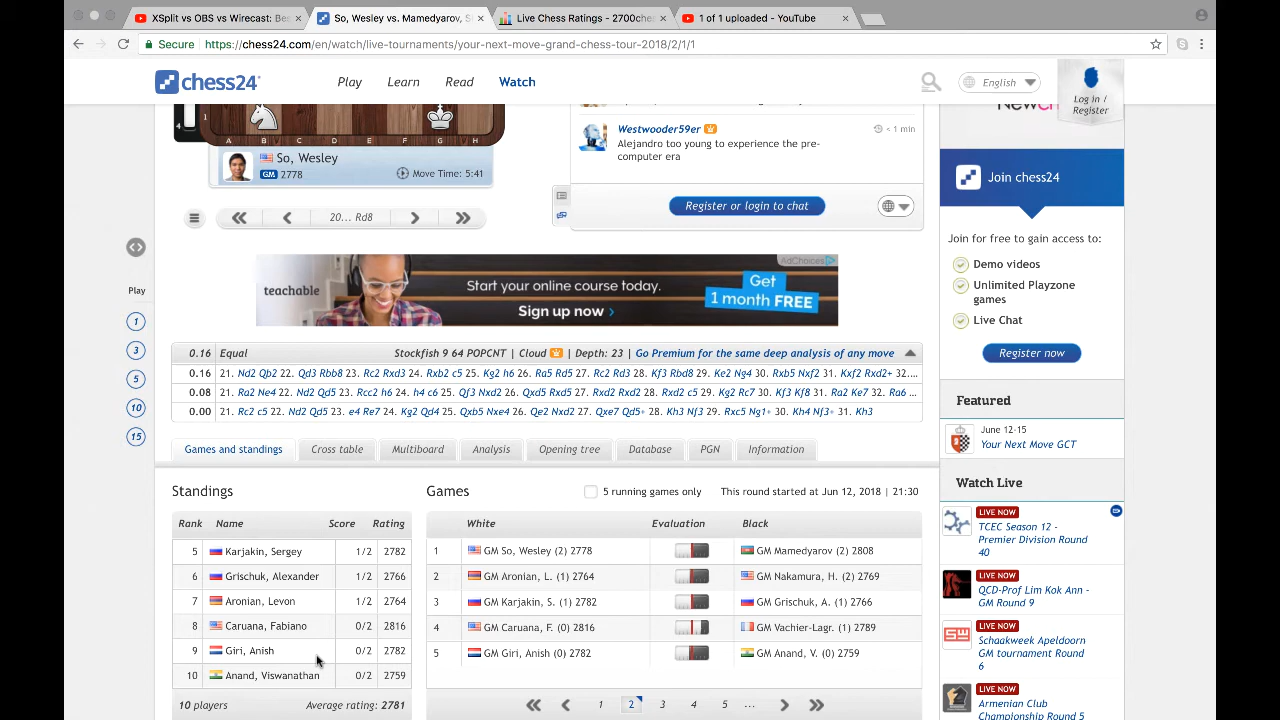 XSplit vs OBS vs Wirecast: Bes
So, Wesley vs. Mamedyarov, S
Live Chess Ratings - 2700chess
1 of 1 uploaded - YouTube
Secure
https://chess24.com/en/watch/live-tournaments/your-next-move-grand-chess-tour-2018/2/1/1
chess24
Play
Learn
Read
Watch
English
Log in /
Register
4
1
A B C D E F G H
So, Wesley
GM 2778
Move Time: 5:41
20... Rd8
Westwooder59er
< 1 min
Alejandro too young to experience the pre-
computer era
Register or login to chat
Join chess24
Join for free to gain access to:
Demo videos
Unlimited Playzone
games
Live Chat
Register now
Play
1
3
5
10
15
AdChoices
teachable
Start your online course today.
Sign up now ›
Get
1 month FREE
0.16 Equal
Stockfish 9 64 POPCNT | Cloud | Depth: 23 | Go Premium for the same deep analysis of any move
0.16 21. Nd2 Qb2 22. Qd3 Rbb8 23. Rc2 Rxd3 24. Rxb2 c5 25. Kg2 h6 26. Ra5 Rd5 27. Rc2 Rd3 28. Kf3 Rbd8 29. Ke2 Ng4 30. Rxb5 Nxf2 31. Kxf2 Rxd2+ 32....
0.08 21. Ra2 Ne4 22. Nd2 Qd5 23. Rcc2 h6 24. h4 c6 25. Qf3 Nxd2 26. Qxd5 Rxd5 27. Rxd2 Rxd2 28. Rxd2 c5 29. Kg2 Rc7 30. Kf3 Kf8 31. Ra2 Ke7 32. Ra6 ...
0.00 21. Rc2 c5 22. Nd2 Qd5 23. e4 Re7 24. Kg2 Qd4 25. Qxb5 Nxe4 26. Qe2 Nxd2 27. Qxe7 Qd5+ 28. Kh3 Nf3 29. Rxc5 Ng1+ 30. Kh4 Nf3+ 31. Kh3
Games and standings
Cross table
Multiboard
Analysis
Opening tree
Database
PGN
Information
Standings
Rank Name Score Rating
5 Karjakin, Sergey 1/2 2782
6 Grischuk, Alexander 1/2 2766
7 Aronian, Levon 1/2 2764
8 Caruana, Fabiano 0/2 2816
9 Giri, Anish 0/2 2782
10 Anand, Viswanathan 0/2 2759
10 players
Average rating: 2781
Games
5 running games only
This round started at Jun 12, 2018 | 21:30
White Evaluation Black
1 GM So, Wesley (2) 2778 GM Mamedyarov (2) 2808
2 GM Aronian, L. (1) 2764 GM Nakamura, H. (2) 2769
3 GM Karjakin, S. (1) 2782 GM Grischuk, A. (1) 2766
4 GM Caruana, F. (0) 2816 GM Vachier-Lagr. (1) 2789
5 GM Giri, Anish (0) 2782 GM Anand, V. (0) 2759
1 2 3 4 5 ...
Featured
June 12-15
Your Next Move GCT
Watch Live
LIVE NOW
TCEC Season 12 -
Premier Division Round
40
LIVE NOW
QCD-Prof Lim Kok Ann -
GM Round 9
LIVE NOW
Schaakweek Apeldoorn
GM tournament Round
6
LIVE NOW
Armenian Club
Championship Round 5